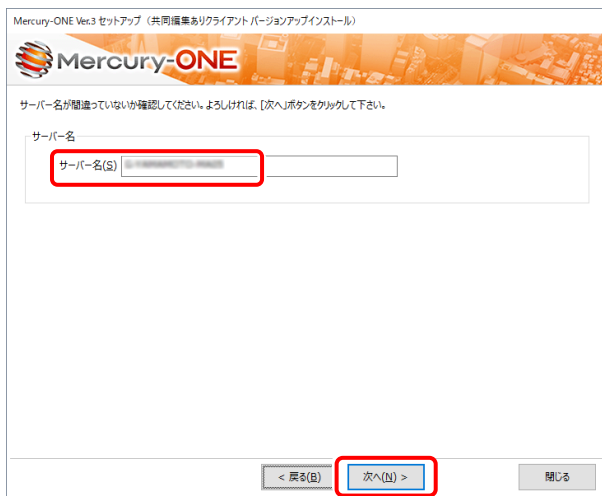 Mercury-ONE Ver.3 セットアップ（共同編集ありクライアント バージョンアップインストール）
Mercury-ONE
サーバー名が間違っていないか確認してください。よろしければ、[次へ]ボタンをクリックして下さい。
サーバー名
サーバー名(S)
< 戻る(B)
次へ(N) >
閉じる